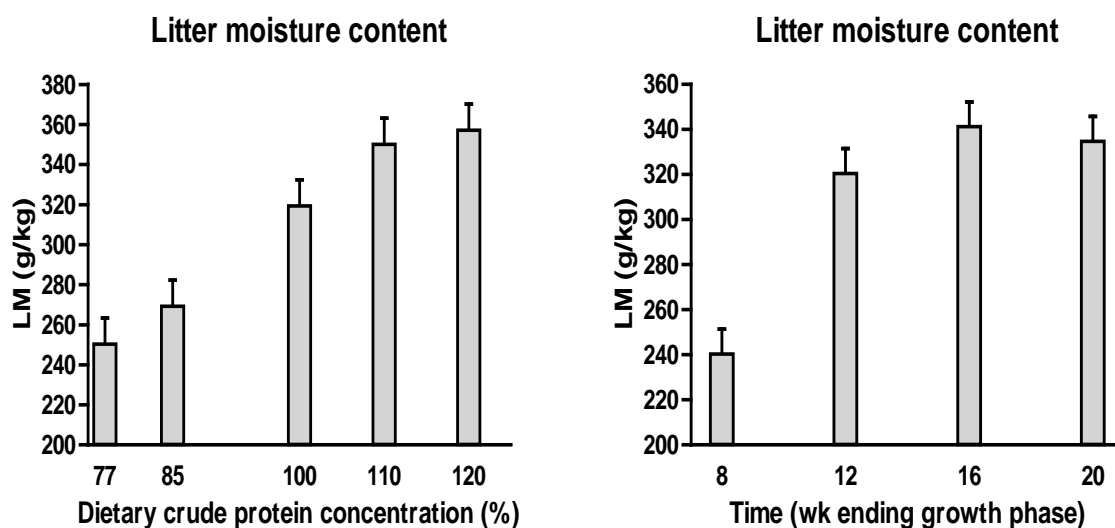 Litter moisture content
LM (g/kg)
380
360
340
320
300
280
260
240
220
200
77 85 100 110 120
Dietary crude protein concentration (%)
Litter moisture content
LM (g/kg)
360
340
320
300
280
260
240
220
200
8 12 16 20
Time (wk ending growth phase)